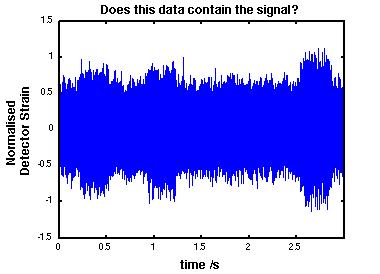 Does this data contain the signal?
1.5
1
0.5
0
-0.5
-1
-1.5
Normalised
Detector Strain
0 0.5 1 1.5 2 2.5
time /s